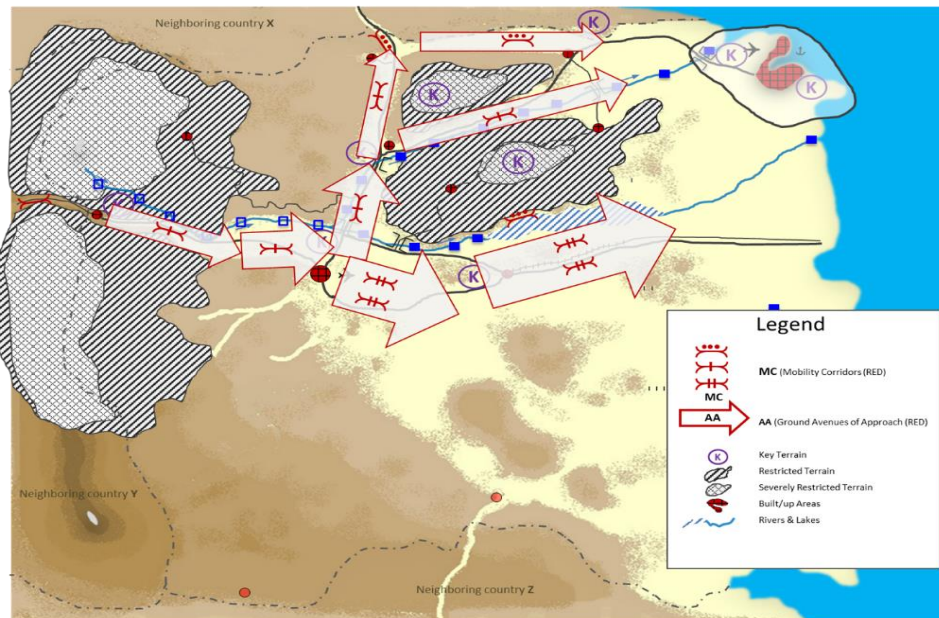 Neighboring country X
K
K
K
K
K
K
K
K
K
Neighboring country Y
Neighboring country Z
Legend
MC (Mobility Corridors (RED)
MC
AA
AA (Ground Avenues of Approach (RED)
K
Key Terrain
Restricted Terrain
Severely Restricted Terrain
Built/up Areas
Rivers & Lakes